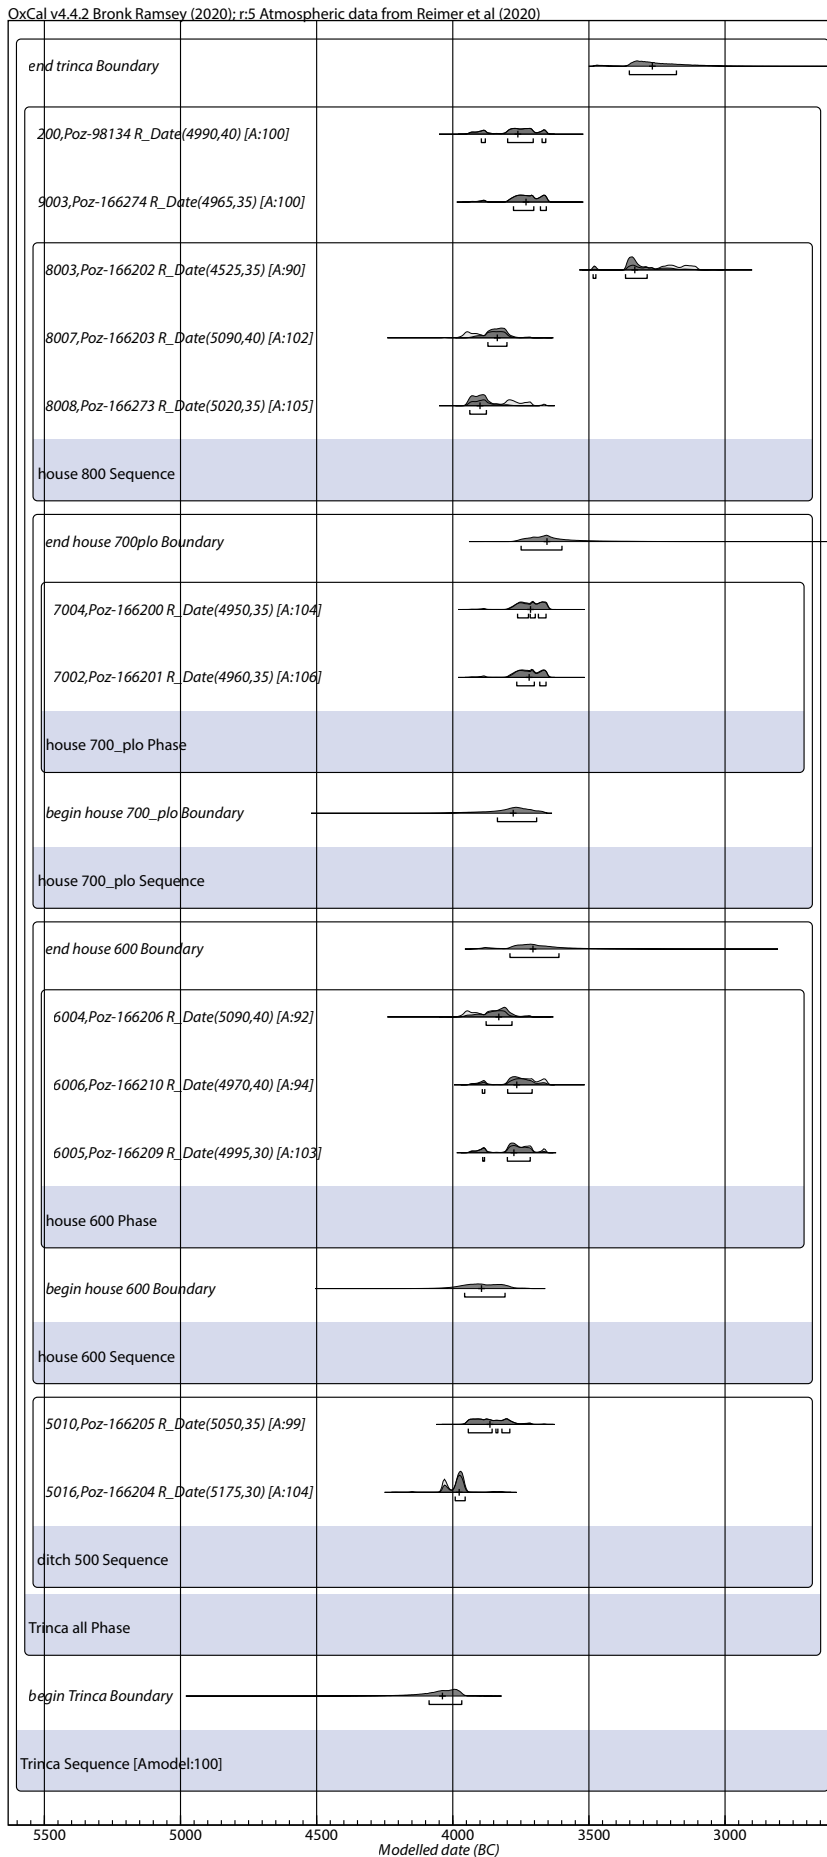 OxCal v4.4.2 Bronk Ramsey (2020); r:5 Atmospheric data from Reimer et al (2020)
end trinca Boundary
200,Poz-98134 R_Date(4990,40) [A:100]
9003,Poz-166274 R_Date(4965,35) [A:100]
8003,Poz-166202 R_Date(4525,35) [A:90]
8007,Poz-166203 R_Date(5090,40) [A:102]
8008,Poz-166273 R_Date(5020,35) [A:105]
house 800 Sequence
end house 700plo Boundary
7004,Poz-166200 R_Date(4950,35) [A:104]
7002,Poz-166201 R_Date(4960,35) [A:106]
house 700_plo Phase
begin house 700_plo Boundary
house 700_plo Sequence
end house 600 Boundary
6004,Poz-166206 R_Date(5090,40) [A:92]
6006,Poz-166210 R_Date(4970,40) [A:94]
6005,Poz-166209 R_Date(4995,30) [A:103]
house 600 Phase
begin house 600 Boundary
house 600 Sequence
5010,Poz-166205 R_Date(5050,35) [A:99]
5016,Poz-166204 R_Date(5175,30) [A:104]
ditch 500 Sequence
Trinca all Phase
begin Trinca Boundary
Trinca Sequence [Amodel:100]
5500 5000 4500 4000 3500 3000
Modelled date (BC)